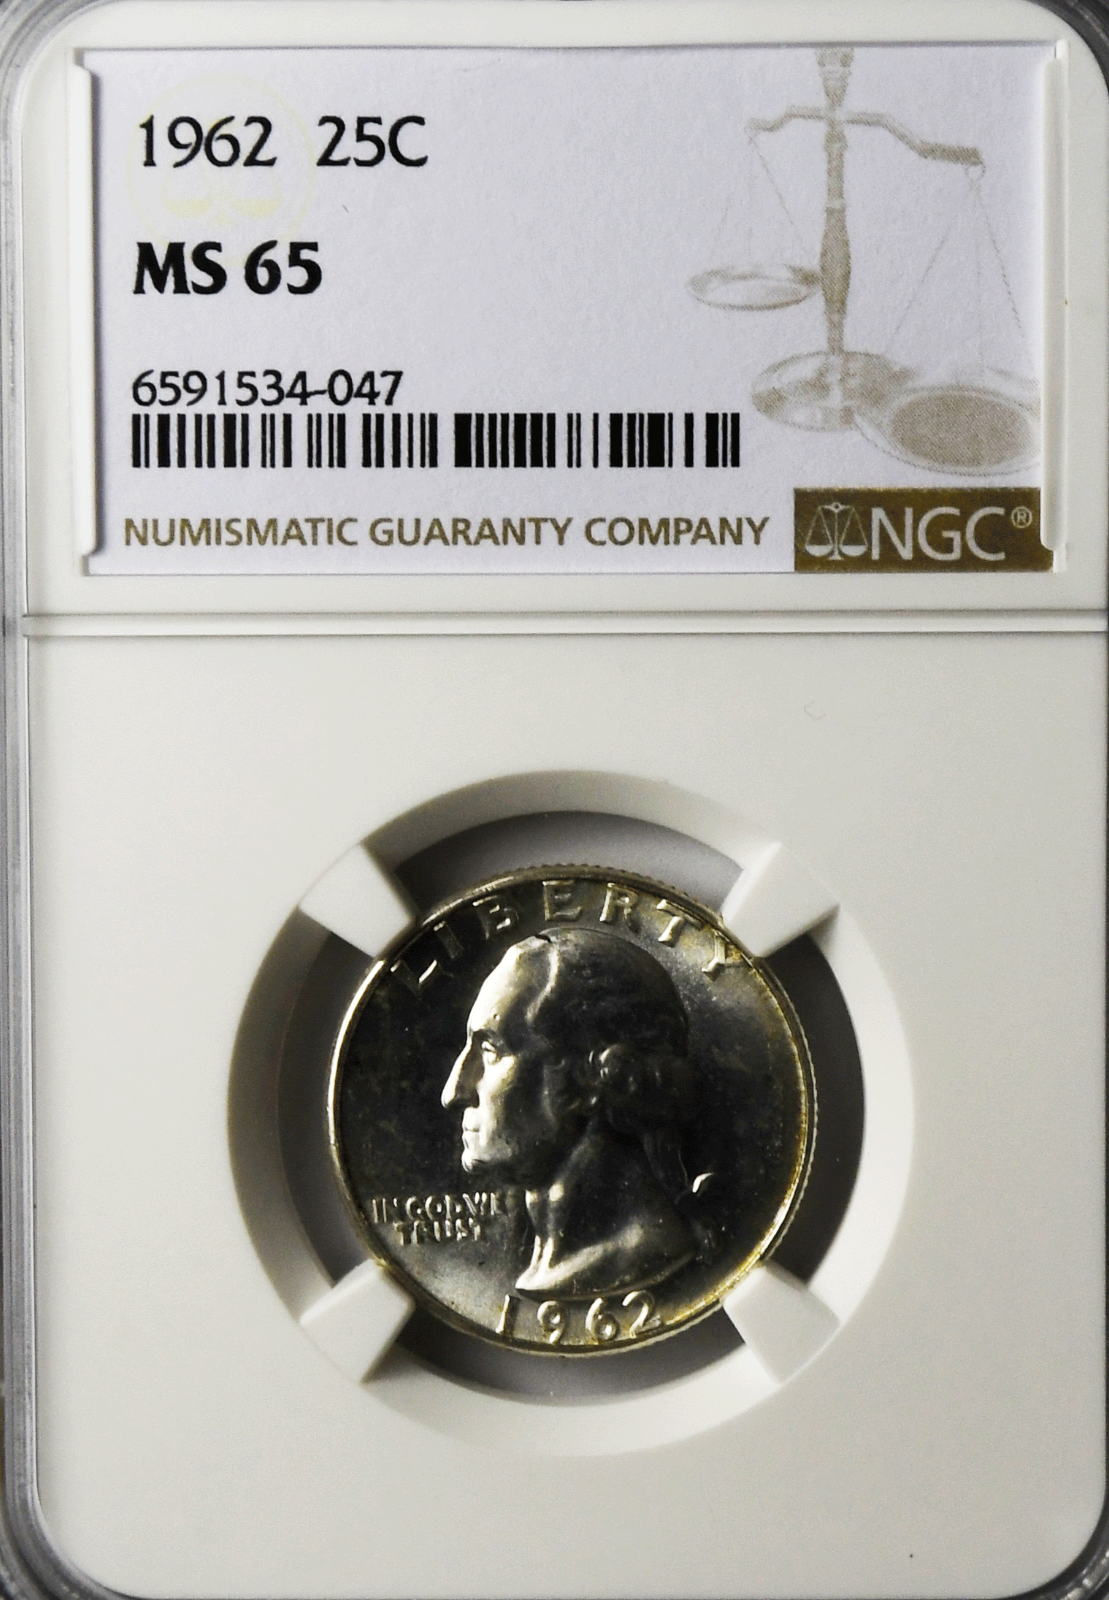 1962 25C
MS 65
6591534-047
NUMISMATIC GUARANTY COMPANY
NGC®
LIBERTY
IN GOD WE
TRUST
1962